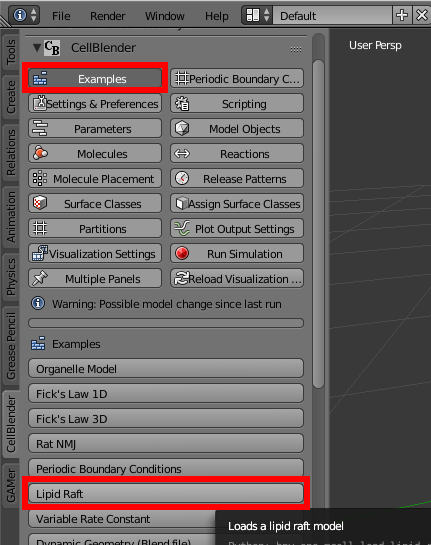 File Render Window Help Default
CellBlender
User Persp
Examples Periodic Boundary C...
Settings & Preferences Scripting
Parameters Model Objects
Molecules Reactions
Molecule Placement Release Patterns
Surface Classes Assign Surface Classes
Partitions Plot Output Settings
Visualization Settings Run Simulation
Multiple Panels Reload Visualization ...
Warning: Possible model change since last run
Examples
Organelle Model
Fick's Law 1D
Fick's Law 3D
Rat NMJ
Periodic Boundary Conditions
Lipid Raft
Variable Rate Constant
Loads a lipid raft model
Dynamic Geometry (Blend file)
Tools
Create
Relations
Animation
Physics
Grease Pencil
CellBlender
GAMer